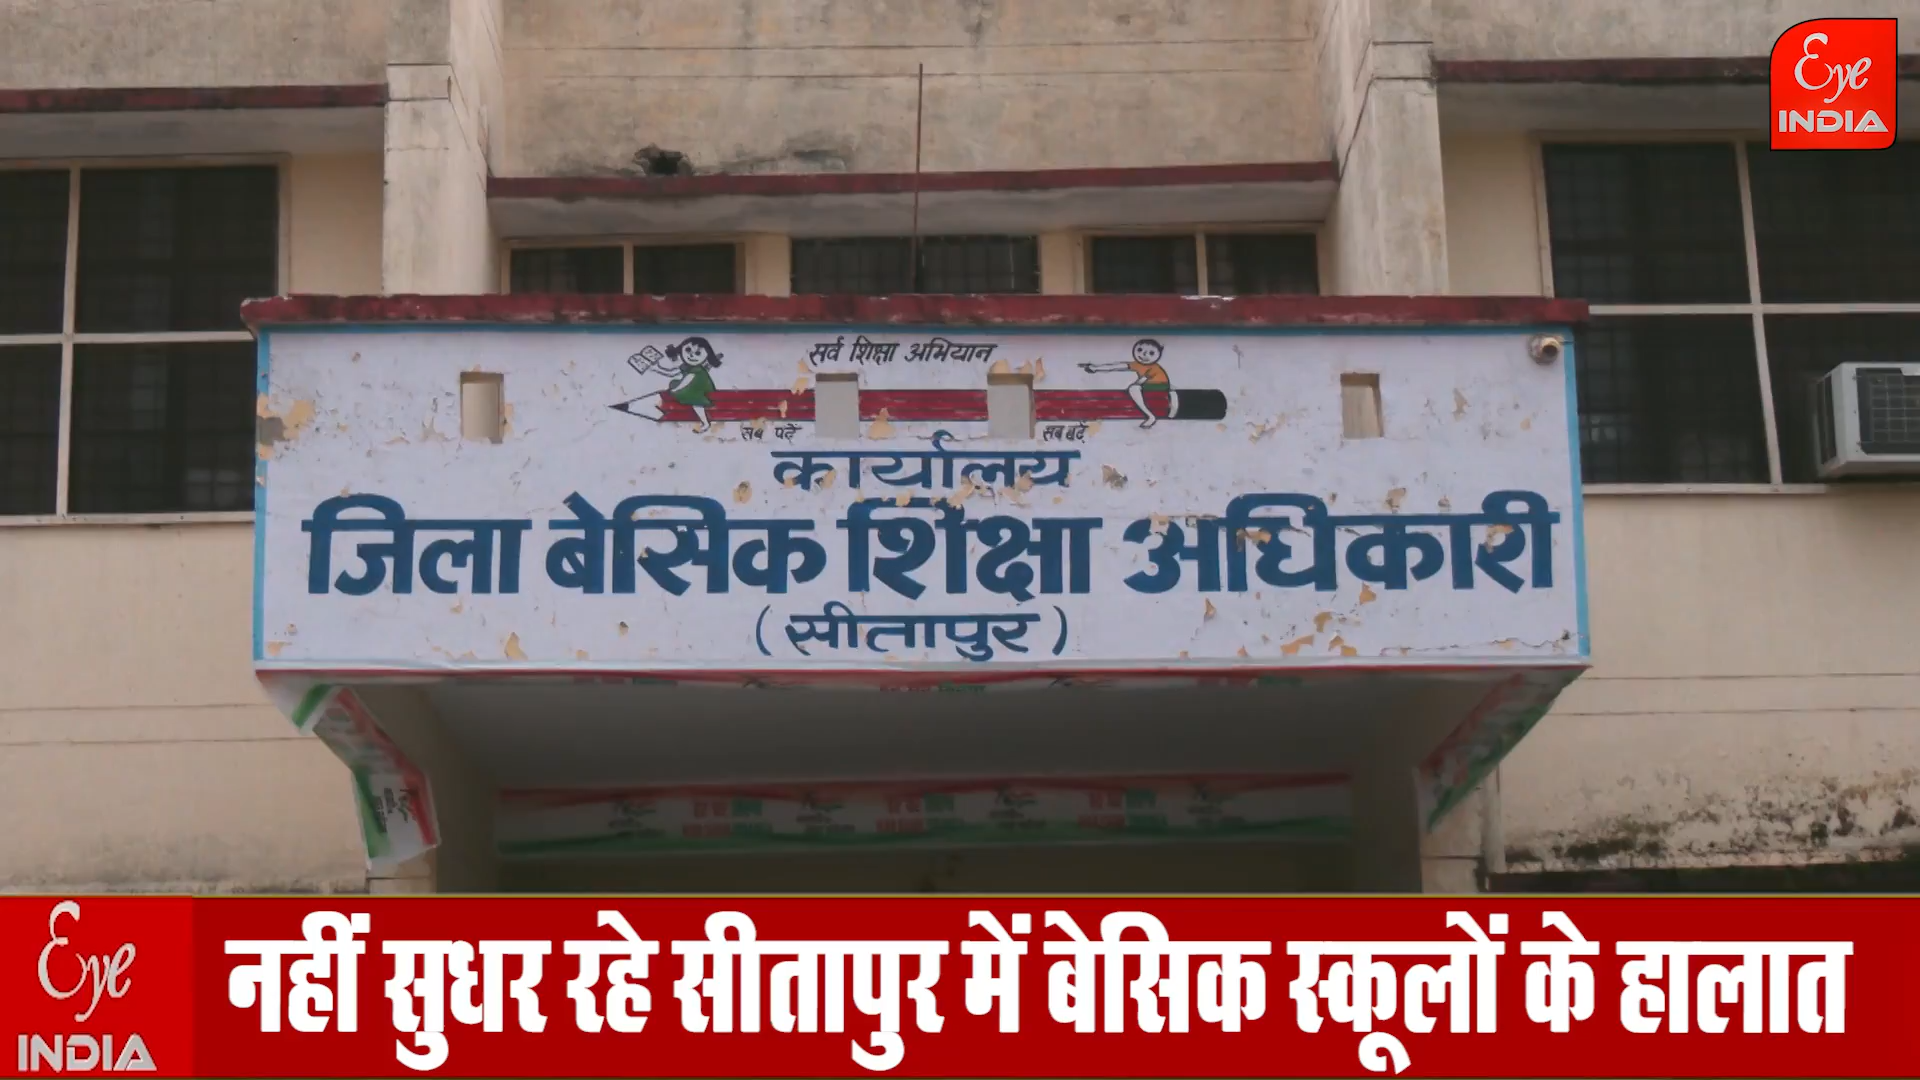 Eye
INDIA
सर्व शिक्षा अभियान
सब पढ़ें
सब बढ़ें
कार्यालय
जिला बेसिक शिक्षा अधिकारी
(सीतापुर)
Eye
INDIA
नहीं सुधर रहे सीतापुर में बेसिक स्कूलों के हालात